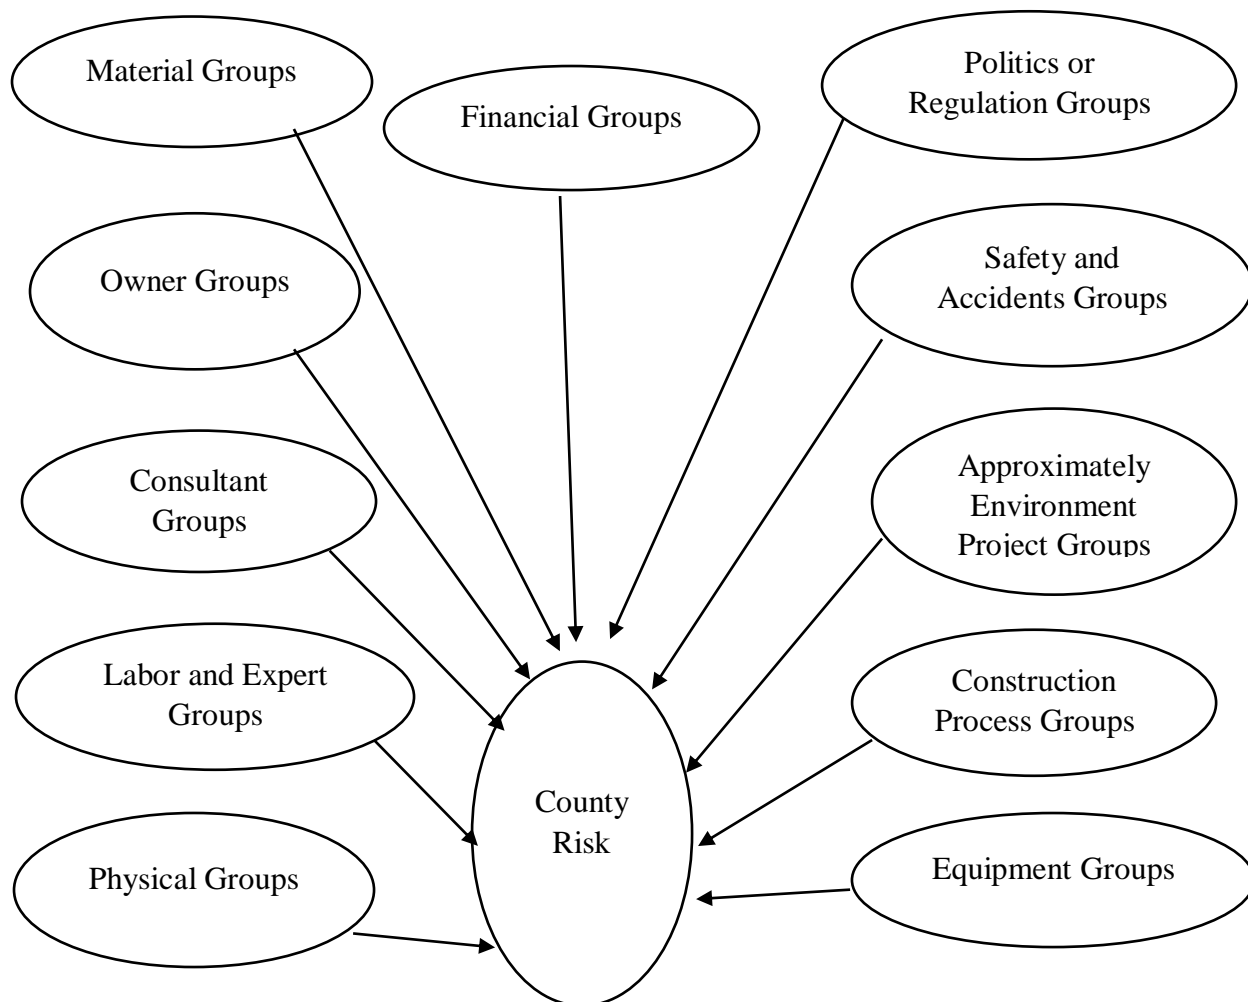 Material Groups
Financial Groups
Politics or
Regulation Groups
Owner Groups
Safety and
Accidents Groups
Consultant
Groups
Approximately
Environment
Project Groups
Labor and Expert
Groups
Construction
Process Groups
County
Risk
Physical Groups
Equipment Groups